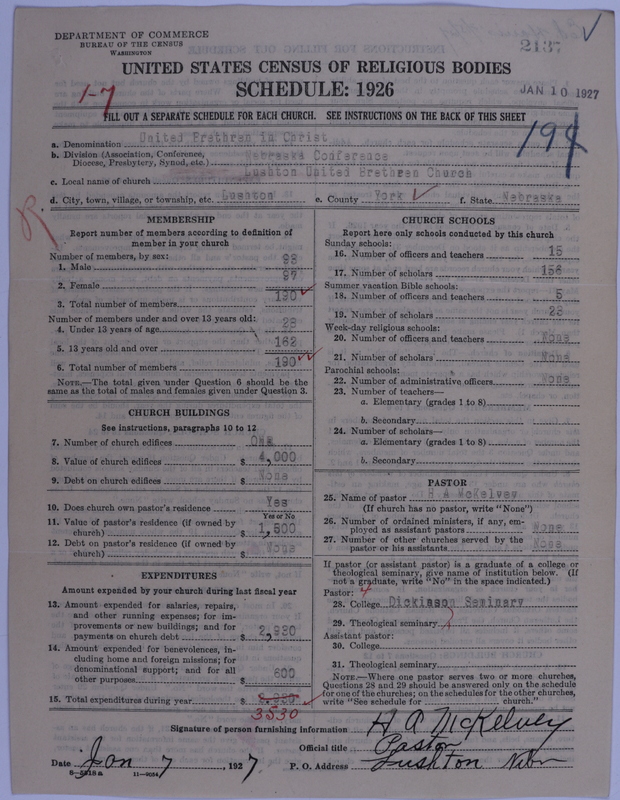 DEPARTMENT OF COMMERCE
BUREAU OF THE CENSUS
WASHINGTON
2137
UNITED STATES CENSUS OF RELIGIOUS BODIES
SCHEDULE: 1926
JAN 10 1927
1-7
FILL OUT A SEPARATE SCHEDULE FOR EACH CHURCH. SEE INSTRUCTIONS ON THE BACK OF THIS SHEET
194
a. Denomination United Brethren in Christ
b. Division (Association, Conference, Diocese, Presbytery, Synod, etc.) Nebraska Conference
c. Local name of church Lushton United Brethren Church
d. City, town, village, or township, etc. Lushton e. County York f. State Nebraska
R
MEMBERSHIP
Report number of members according to definition of member in your church
Number of members, by sex:
1. Male 93
2. Female 97
3. Total number of members 190
Number of members under and over 13 years old:
4. Under 13 years of age 28
5. 13 years old and over 162
6. Total number of members 190
NOTE.—The total given under Question 6 should be the same as the total of males and females given under Question 3.
CHURCH BUILDINGS
See instructions, paragraphs 10 to 12
7. Number of church edifices One
8. Value of church edifices $ 4,000
9. Debt on church edifices $ None
10. Does church own pastor's residence Yes
Yes or No
11. Value of pastor's residence (if owned by church) $ 1,500
12. Debt on pastor's residence (if owned by church) $ None
EXPENDITURES
Amount expended by your church during last fiscal year
13. Amount expended for salaries, repairs, and other running expenses; for improvements or new buildings; and for payments on church debt $ 2,930
14. Amount expended for benevolences, including home and foreign missions; for denominational support; and for all other purposes $ 600
15. Total expenditures during year $
3530
CHURCH SCHOOLS
Report here only schools conducted by this church
Sunday schools:
16. Number of officers and teachers 15
17. Number of scholars 156
Summer vacation Bible schools:
18. Number of officers and teachers 5
19. Number of scholars 28
Week-day religious schools:
20. Number of officers and teachers None
21. Number of scholars None
Parochial schools:
22. Number of administrative officers None
23. Number of teachers—
a. Elementary (grades 1 to 8)
b. Secondary
24. Number of scholars—
a. Elementary (grades 1 to 8)
b. Secondary
PASTOR
25. Name of pastor H A McKelvey
(If church has no pastor, write "None")
26. Number of ordained ministers, if any, employed as assistant pastors None
27. Number of other churches served by the pastor or his assistants None
If pastor (or assistant pastor) is a graduate of a college or theological seminary, give name of institution below. (If not a graduate, write "No" in the space indicated.)
Pastor: 4
28. College Dickinson Seminary
29. Theological seminary
Assistant pastor:
30. College
31. Theological seminary
NOTE.—Where one pastor serves two or more churches, Questions 28 and 29 should be answered only on the schedule for one of the churches; on the schedules for the other churches, write "See schedule for church."
Signature of person furnishing information H A McKelvey
Official title Pastor
Date Jan 7, 1927 P. O. Address Lushton Nebr
8-5518a 11-9084